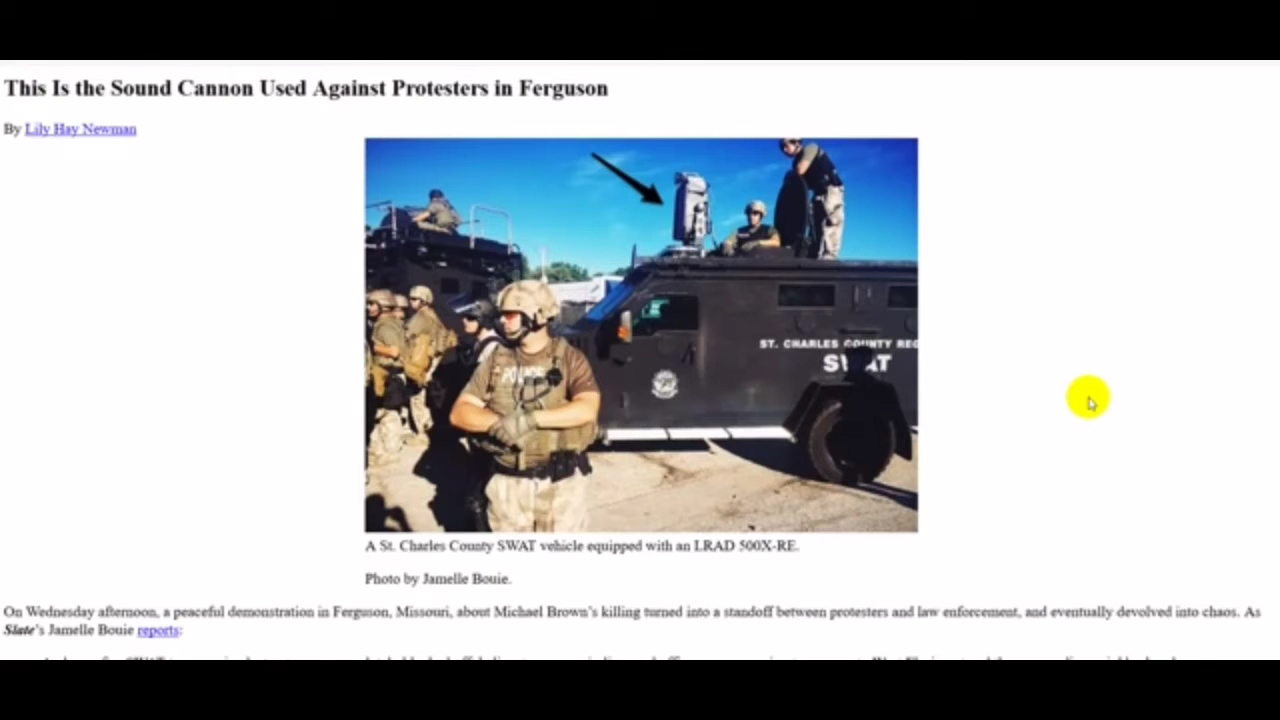 This Is the Sound Cannon Used Against Protesters in Ferguson
By Lily Hay Newman
POLICE
ST. CHARLES COUNTY REG
SWAT
A St. Charles County SWAT vehicle equipped with an LRAD 500X-RE.
Photo by Jamelle Bouie.
On Wednesday afternoon, a peaceful demonstration in Ferguson, Missouri, about Michael Brown's killing turned into a standoff between protesters and law enforcement, and eventually devolved into chaos. As
Slate's Jamelle Bouie reports: